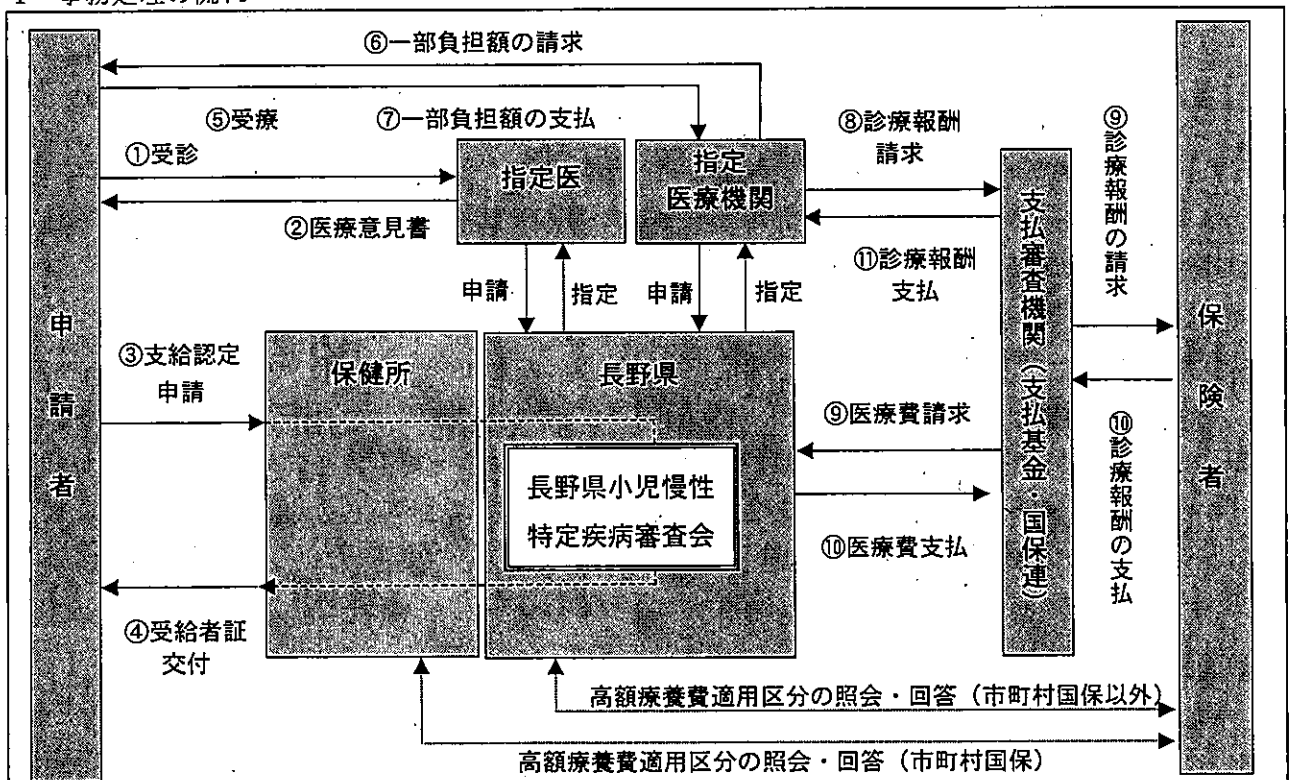 ⑥一部負担額の請求
⑤受療
⑦一部負担額の支払
①受診
②医療意見書
指定医
指定
医療機関
⑧診療報酬
請求
⑪診療報酬
支払
⑨診療報酬の請求
⑩診療報酬の支払
申請
指定
申請
指定
申請者
③支給認定
申請
④受給者証
交付
保健所
長野県
長野県小児慢性
特定疾病審査会
⑨医療費請求
⑩医療費支払
支払審査機関（支払基金・国保連）
保険者
高額療養費適用区分の照会・回答（市町村国保以外）
高額療養費適用区分の照会・回答（市町村国保）